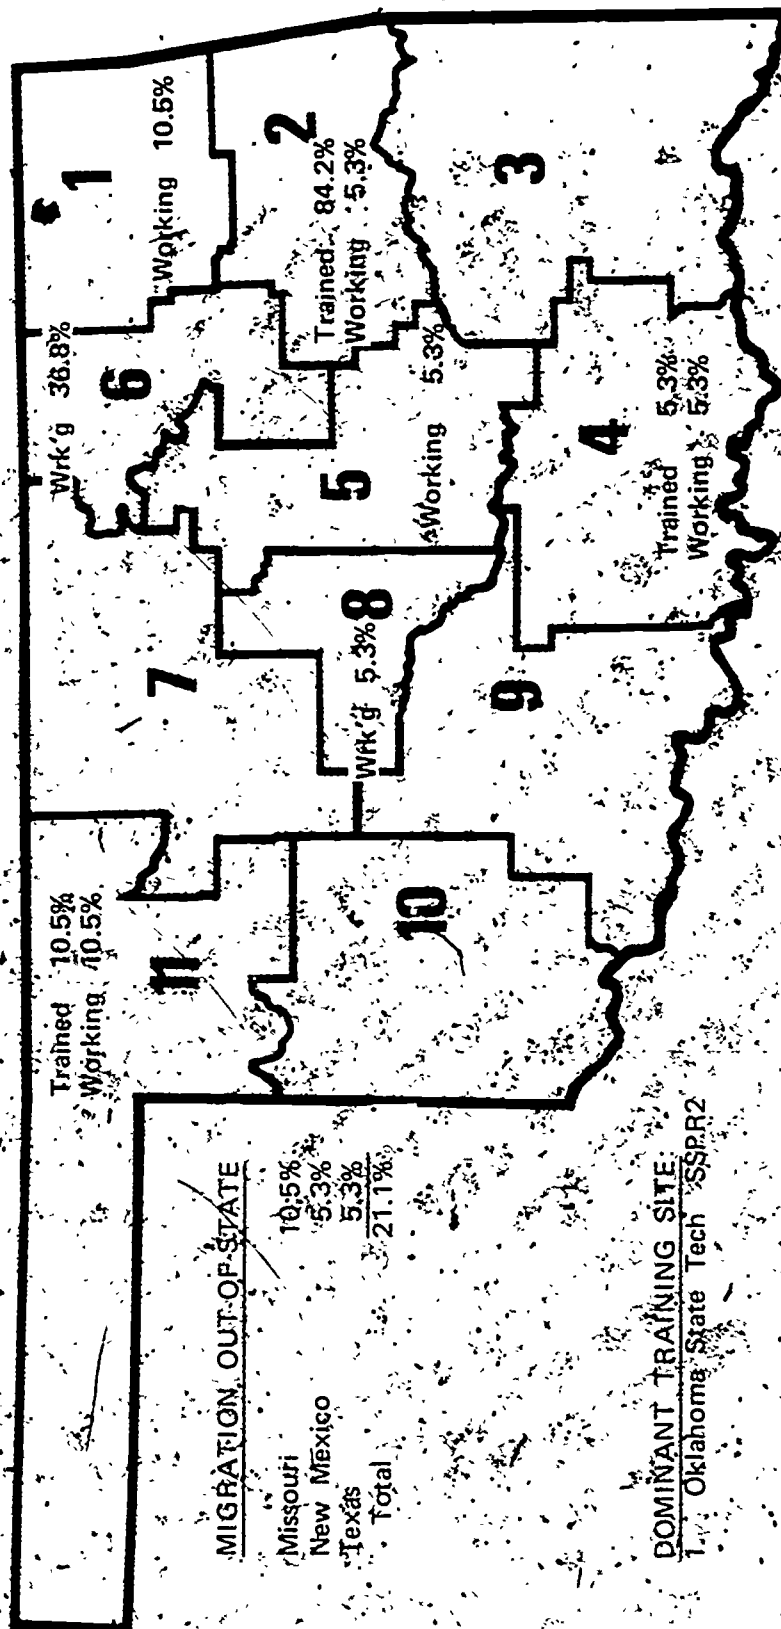 Trained 10.5%
Working 10.5%
11
Wrk'g 36.8%
6
1
Working 10.5%
7
2
Trained 84.2%
Working 5.3%
5
Working 5.3%
8
Wrk'g 5.3%
10
9
3
4
Trained 5.3%
Working 5.3%
MIGRATION OUT OF STATE
Missouri 10.5%
New Mexico 5.3%
Texas 5.3%
Total 21.1%
DOMINANT TRAINING SITE:
1. Oklahoma State Tech SSPR2